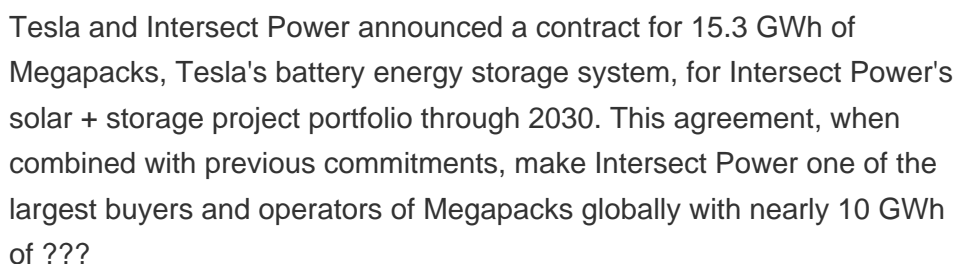 Tesla and Intersect Power announced a contract for 15.3 GWh of
Megapacks, Tesla's battery energy storage system, for Intersect Power's
solar + storage project portfolio through 2030. This agreement, when
combined with previous commitments, make Intersect Power one of the
largest buyers and operators of Megapacks globally with nearly 10 GWh
of ???